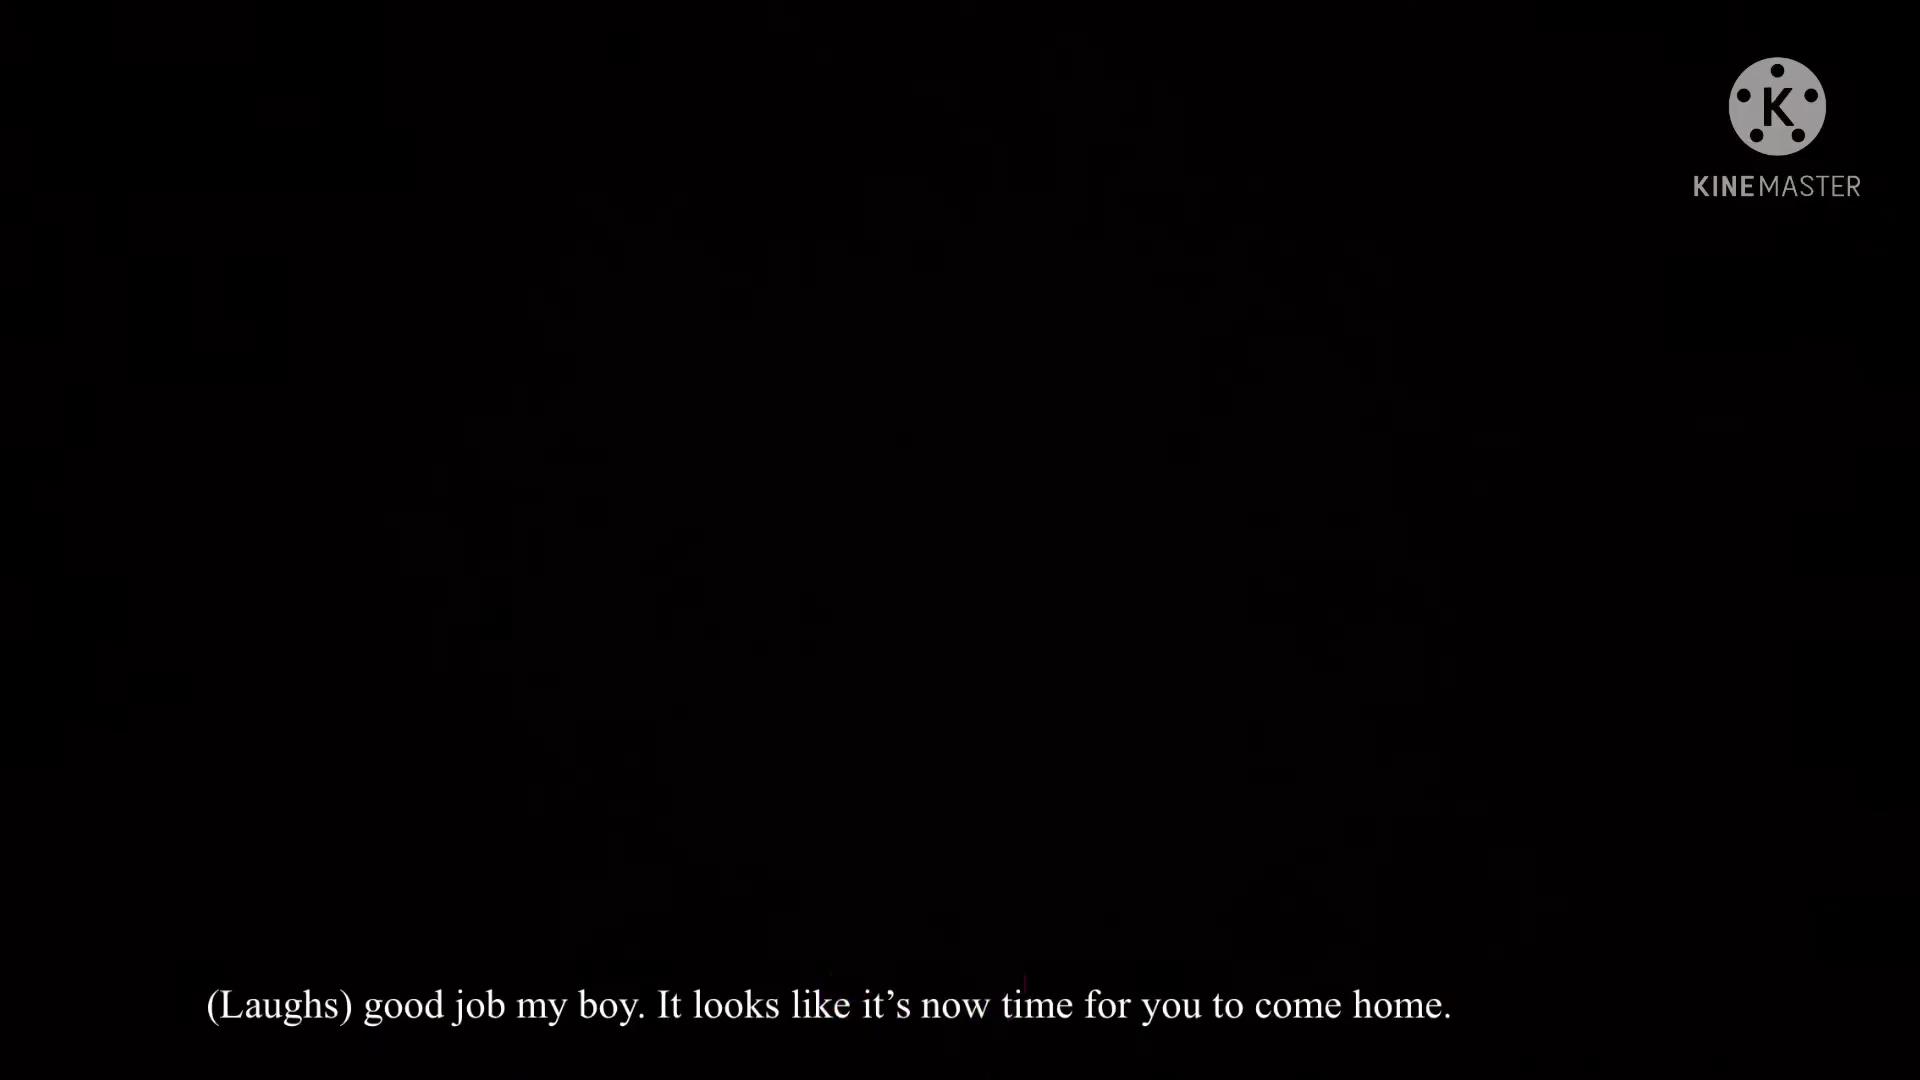 K
KINEMASTER
(Laughs) good job my boy. It looks like it’s now time for you to come home.